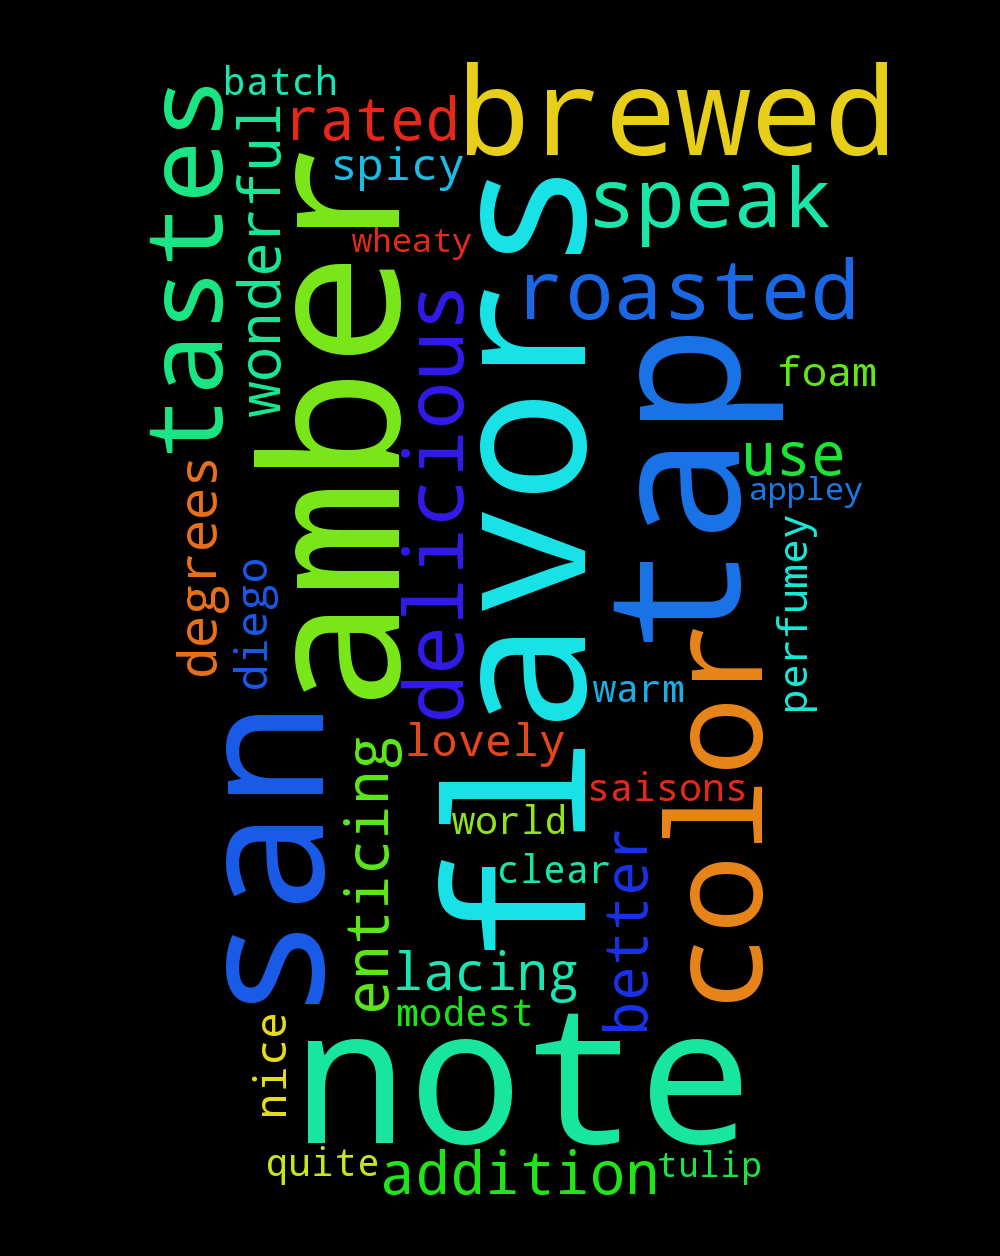 batch
brewed
rated
tastes
wonderful
spicy
amber
speak
flavors
wheaty
roasted
delicious
tap
foam
use
degrees
appley
perfumey
diego
color
warm
san
lovely
enticing
saisons
world
better
clear
lacing
modest
nice
note
quite
addition
tulip